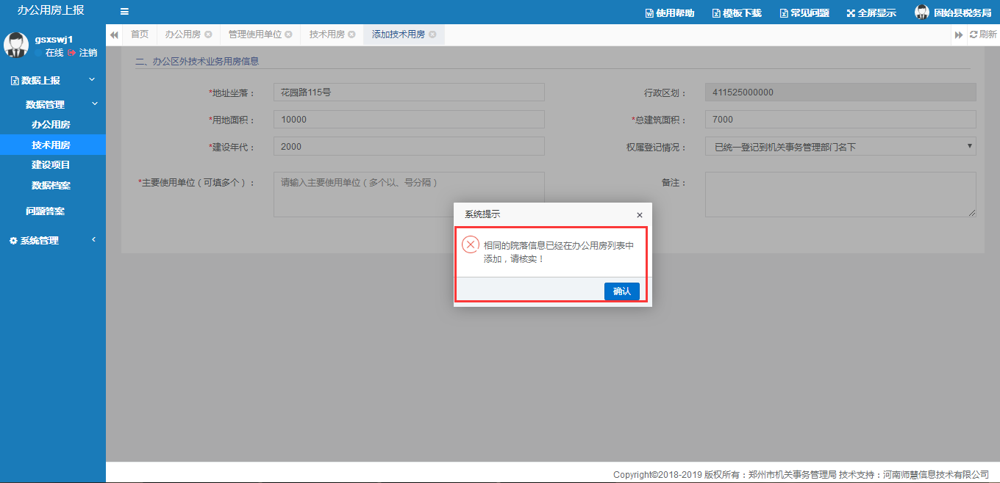 办公用房上报
使用帮助 模板下载 常见问题 全屏显示 固始县税务局
gsxswj1
在线 注销
首页 办公用房 管理使用单位 技术用房 添加技术用房 刷新
数据上报
数据管理
办公用房
技术用房
建设项目
数据档案
问题答案
系统管理
二、办公区外技术业务用房信息
*地址坐落： 花园路115号 行政区划： 411525000000
*用地面积： 10000 *总建筑面积： 7000
*建设年代： 2000 权属登记情况： 已统一登记到机关事务管理部门名下
*主要使用单位（可填多个）： 请输入主要使用单位（多个以、号分隔） 备注：
系统提示 ×
相同的院落信息已经在办公用房列表中
添加，请核实！
确认
Copyright©2018-2019 版权所有：郑州市机关事务管理局 技术支持：河南师慧信息技术有限公司